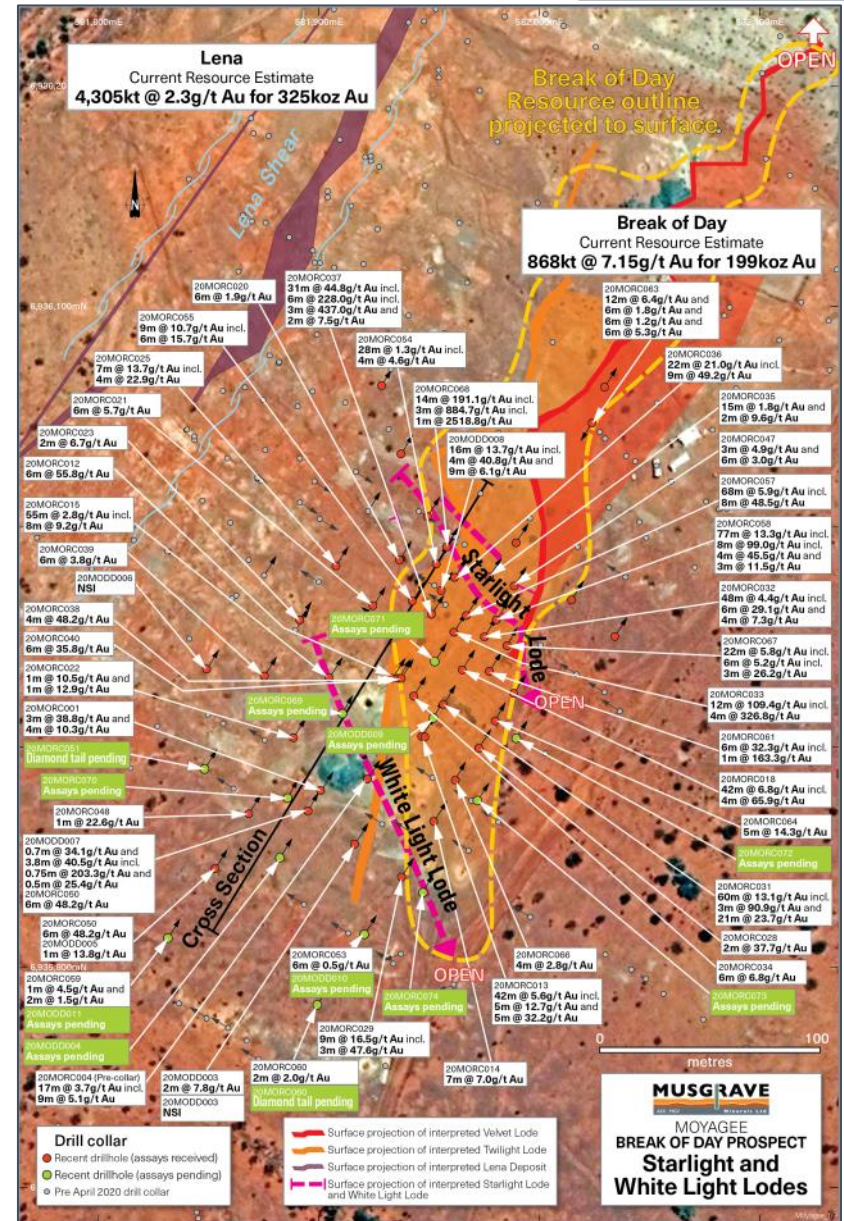 Lena
Current Resource Estimate
4,305kt @ 2.3g/t Au for 325koz Au
OPEN
Break of Day
Resource outline
projected to surface
Lena Shear
N
Break of Day
Current Resource Estimate
868kt @ 7.15g/t Au for 199koz Au
20MORC020
6m @ 1.9g/t Au
20MORC037
31m @ 44.8g/t Au incl.
6m @ 228.0g/t Au incl.
3m @ 437.0g/t Au and
2m @ 7.5g/t Au
20MORC063
12m @ 6.4g/t Au and
6m @ 1.8g/t Au and
6m @ 1.2g/t Au and
6m @ 5.3g/t Au
20MORC055
9m @ 10.7g/t Au incl.
6m @ 15.7g/t Au
20MORC054
28m @ 1.3g/t Au incl.
4m @ 4.6g/t Au
20MORC036
22m @ 21.0g/t Au incl.
9m @ 49.2g/t Au
20MORC025
7m @ 13.7g/t Au incl.
4m @ 22.9g/t Au
20MORC068
14m @ 191.1g/t Au incl.
3m @ 884.7g/t Au incl.
1m @ 2518.8g/t Au
20MORC035
15m @ 1.8g/t Au and
2m @ 9.6g/t Au
20MORC021
6m @ 5.7g/t Au
20MODD008
16m @ 13.7g/t Au incl.
4m @ 40.8g/t Au and
9m @ 6.1g/t Au
20MORC047
3m @ 4.9g/t Au and
6m @ 3.0g/t Au
20MORC023
2m @ 6.7g/t Au
20MORC012
6m @ 55.8g/t Au
20MORC057
68m @ 5.9g/t Au incl.
8m @ 48.5g/t Au
20MORC015
55m @ 2.8g/t Au incl.
8m @ 9.2g/t Au
20MORC058
77m @ 13.3g/t Au incl.
8m @ 99.0g/t Au incl.
4m @ 45.5g/t Au and
3m @ 11.5g/t Au
20MORC039
6m @ 3.8g/t Au
20MODD006
NSI
Starlight Lode
20MORC032
48m @ 4.4g/t Au incl.
6m @ 29.1g/t Au and
4m @ 7.3g/t Au
20MORC038
4m @ 48.2g/t Au
20MORC071
Assays pending
20MORC040
6m @ 35.8g/t Au
20MORC067
22m @ 5.8g/t Au incl.
6m @ 5.2g/t Au incl.
3m @ 26.2g/t Au
20MORC022
1m @ 10.5g/t Au and
1m @ 12.9g/t Au
20MORC069
Assays pending
OPEN
20MORC033
12m @ 109.4g/t Au incl.
4m @ 326.8g/t Au
20MORC001
3m @ 38.8g/t Au and
4m @ 10.3g/t Au
20MODD009
Assays pending
20MORC061
6m @ 32.3g/t Au incl.
1m @ 163.3g/t Au
20MORC051
Diamond tail pending
20MORC070
Assays pending
20MORC018
42m @ 6.8g/t Au incl.
4m @ 65.9g/t Au
20MORC048
1m @ 22.6g/t Au
20MORC064
5m @ 14.3g/t Au
20MODD007
0.7m @ 34.1g/t Au and
3.8m @ 40.5g/t Au incl.
0.75m @ 203.3g/t Au and
0.5m @ 25.4g/t Au
20MORC050
6m @ 48.2g/t Au
20MORC072
Assays pending
White Light Lode
Cross Section
20MORC031
60m @ 13.1g/t Au incl.
3m @ 90.9g/t Au and
21m @ 23.7g/t Au
20MORC050
6m @ 48.2g/t Au
20MODD005
1m @ 13.8g/t Au
20MORC028
2m @ 37.7g/t Au
20MORC053
6m @ 0.5g/t Au
20MODD010
Assays pending
OPEN
20MORC066
4m @ 2.8g/t Au
20MORC034
6m @ 6.8g/t Au
20MORC059
1m @ 4.5g/t Au and
2m @ 1.5g/t Au
20MODD011
Assays pending
20MORC074
Assays pending
20MORC013
42m @ 5.6g/t Au incl.
5m @ 12.7g/t Au and
5m @ 32.2g/t Au
20MORC073
Assays pending
20MODD004
Assays pending
20MORC029
9m @ 16.5g/t Au incl.
3m @ 47.6g/t Au
0 100
metres
20MORC004 (Pre-collar)
17m @ 3.7g/t Au incl.
9m @ 5.1g/t Au
20MODD003
2m @ 7.8g/t Au
20MODD003
NSI
20MORC060
2m @ 2.0g/t Au
20MORC060
Diamond tail pending
20MORC014
7m @ 7.0g/t Au
Drill collar
Recent drillhole (assays received)
Recent drillhole (assays pending)
Pre April 2020 drill collar
Surface projection of interpreted Velvet Lode
Surface projection of interpreted Twilight Lode
Surface projection of interpreted Lena Deposit
Surface projection of interpreted Starlight Lode
and White Light Lode
MUSGRAVE
Minerals Ltd
MOYAGEE
BREAK OF DAY PROSPECT
Starlight and
White Light Lodes